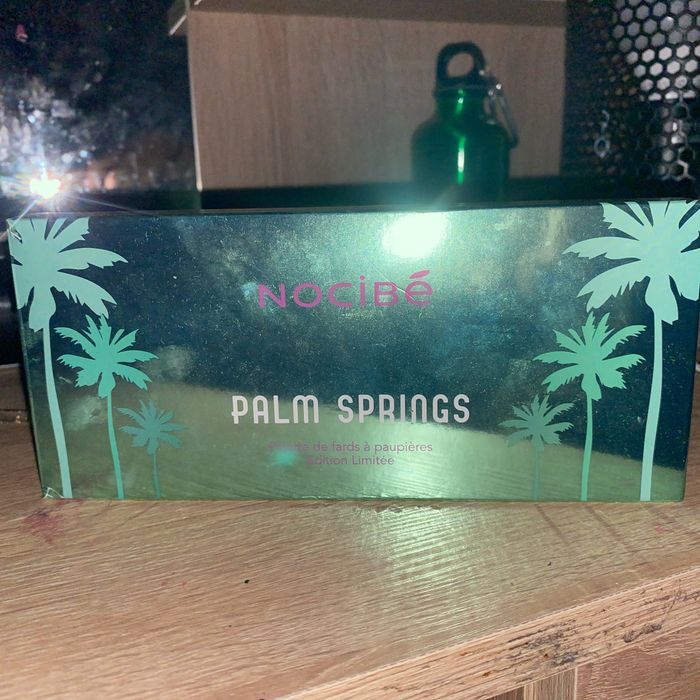 NOCIBÉ
PALM SPRINGS
de fards à paupières
Edition Limitée